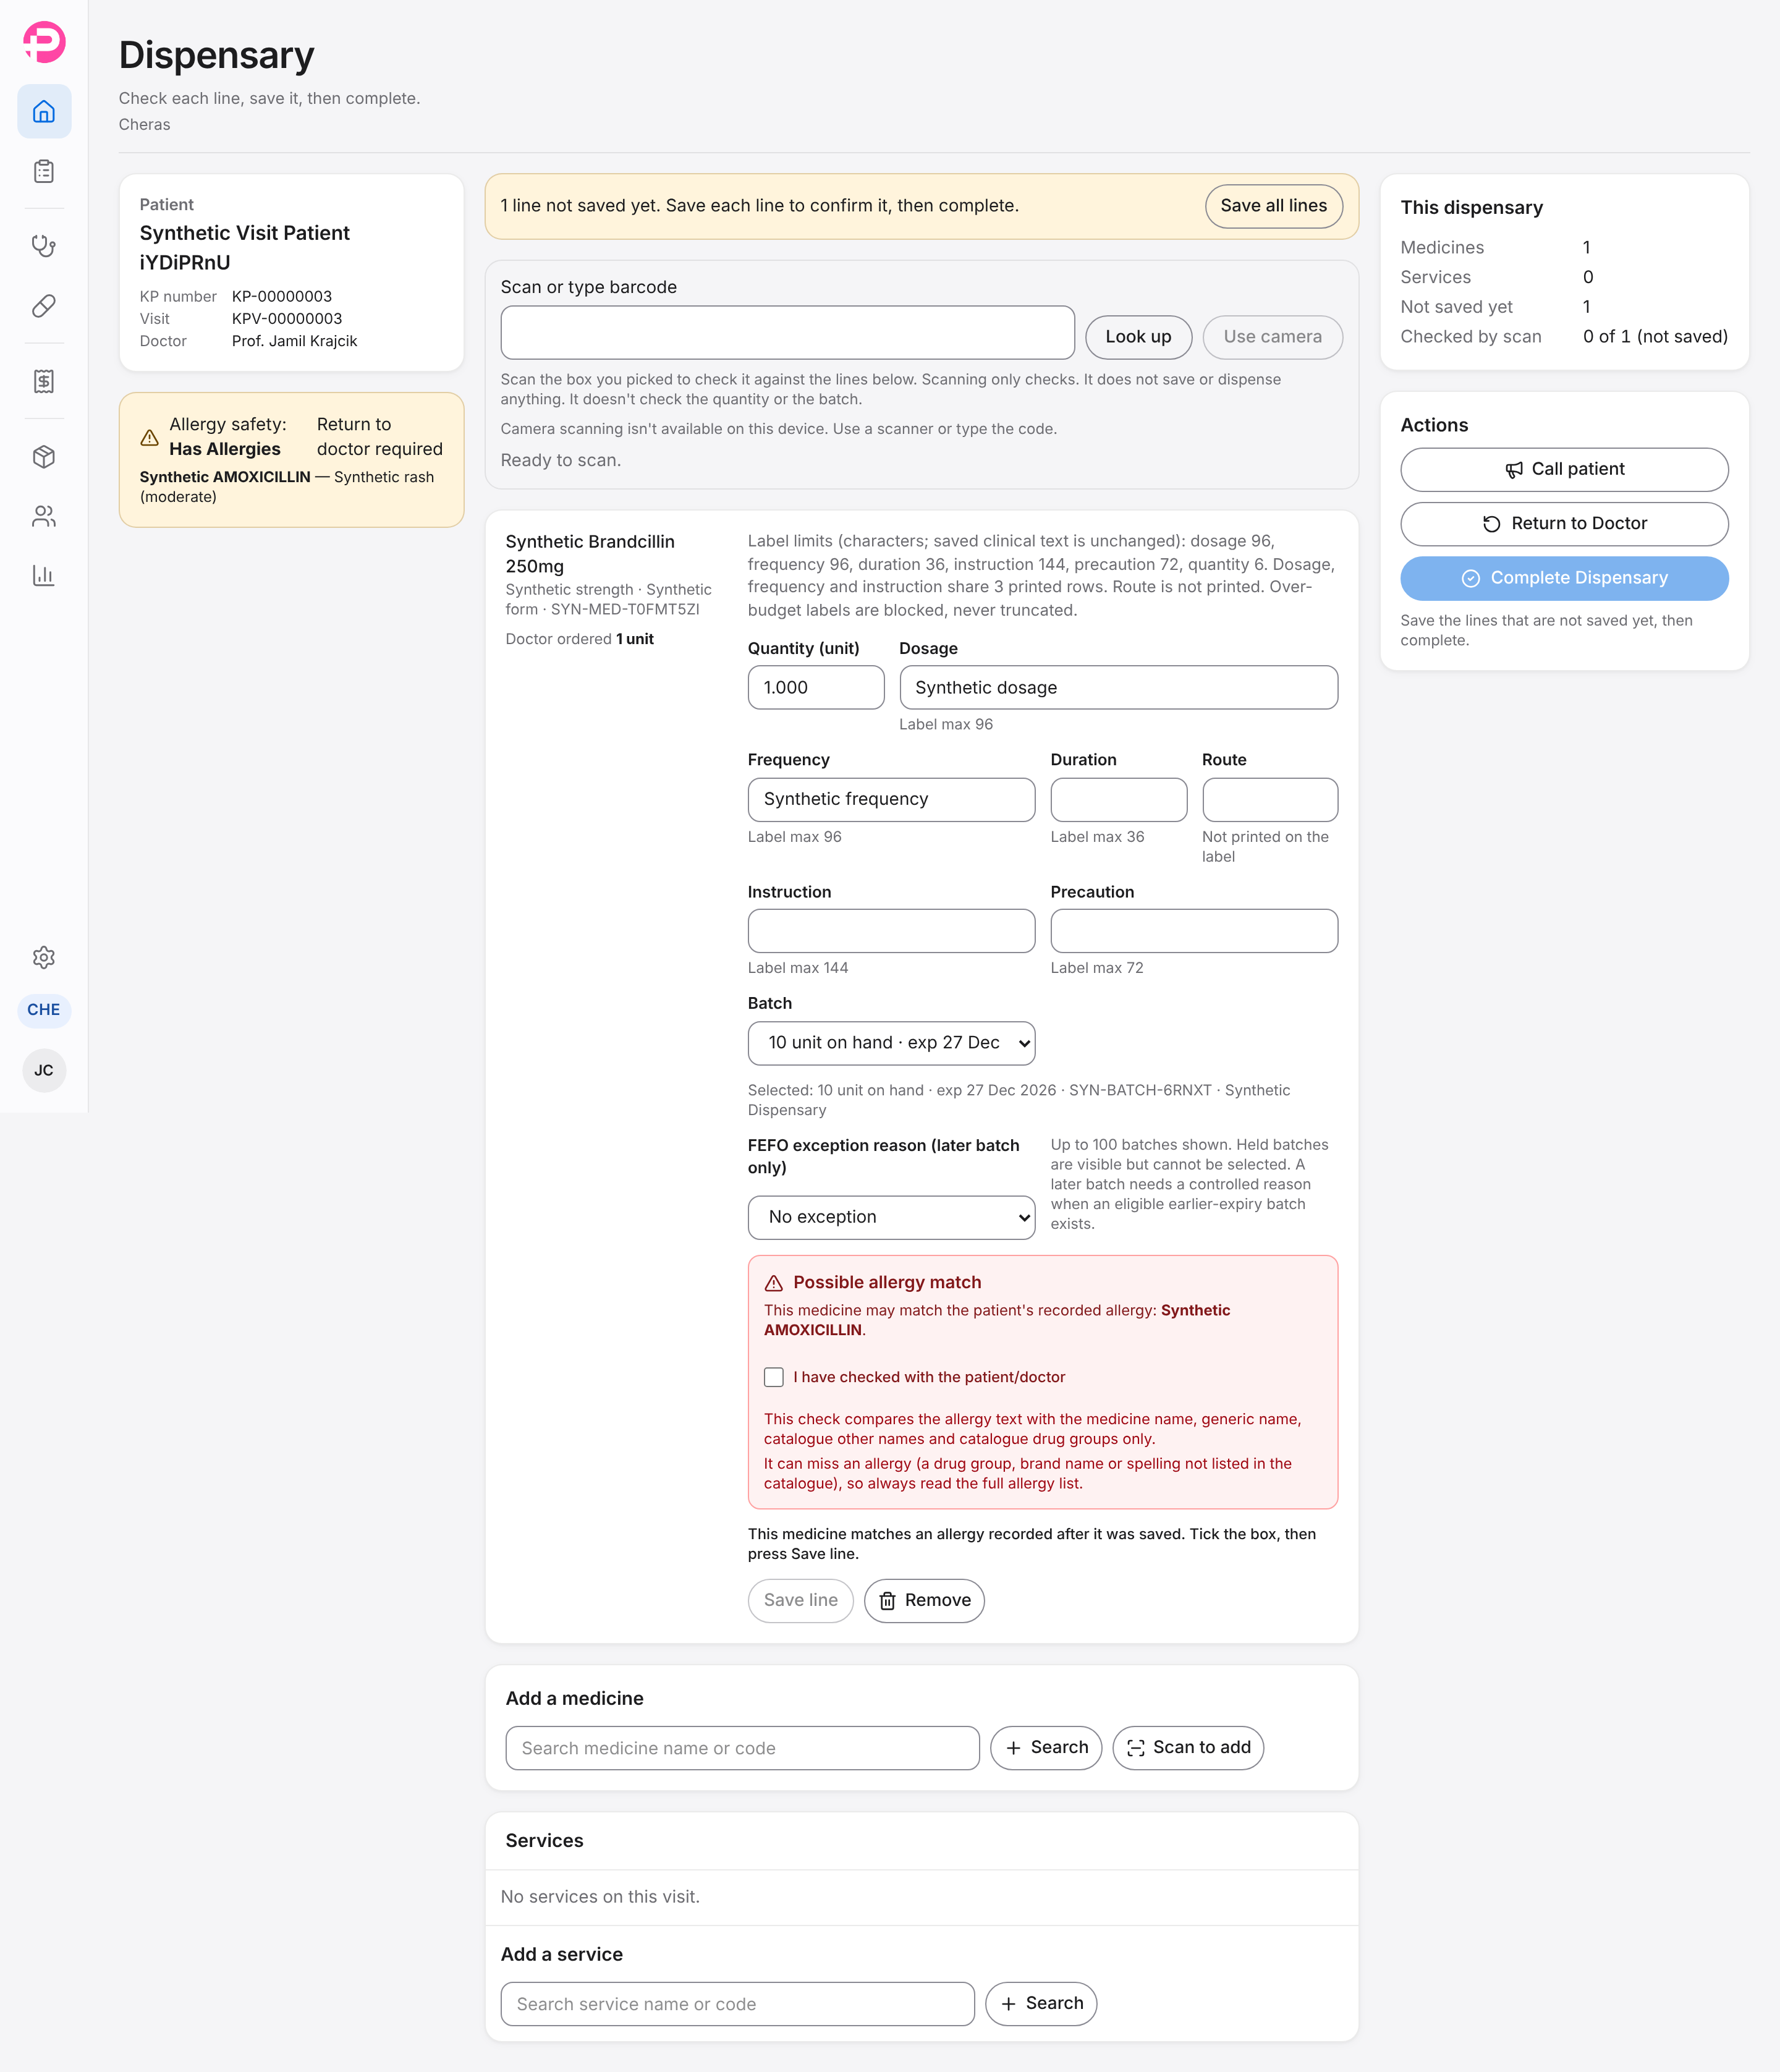 Dispensary
Check each line, save it, then complete.
Cheras
Patient
Synthetic Visit Patient
iYDiPRnU
KP number KP-00000003
Visit KPV-00000003
Doctor Prof. Jamil Krajcik
Allergy safety:
Has Allergies
Return to
doctor required
Synthetic AMOXICILLIN — Synthetic rash
(moderate)
1 line not saved yet. Save each line to confirm it, then complete.
Save all lines
Scan or type barcode
Look up
Use camera
Scan the box you picked to check it against the lines below. Scanning only checks. It does not save or dispense
anything. It doesn't check the quantity or the batch.
Camera scanning isn't available on this device. Use a scanner or type the code.
Ready to scan.
Synthetic Brandcillin
250mg
Synthetic strength · Synthetic
form · SYN-MED-T0FMT5ZI
Doctor ordered 1 unit
Label limits (characters; saved clinical text is unchanged): dosage 96,
frequency 96, duration 36, instruction 144, precaution 72, quantity 6. Dosage,
frequency and instruction share 3 printed rows. Route is not printed. Over-
budget labels are blocked, never truncated.
Quantity (unit)
Dosage
1.000
Synthetic dosage
Label max 96
Frequency
Duration
Route
Synthetic frequency
Label max 96
Label max 36
Not printed on the
label
Instruction
Precaution
Label max 144
Label max 72
Batch
10 unit on hand · exp 27 Dec
Selected: 10 unit on hand · exp 27 Dec 2026 · SYN-BATCH-6RNXT · Synthetic
Dispensary
FEFO exception reason (later batch
only)
No exception
Up to 100 batches shown. Held batches
are visible but cannot be selected. A
later batch needs a controlled reason
when an eligible earlier-expiry batch
exists.
Possible allergy match
This medicine may match the patient's recorded allergy: Synthetic
AMOXICILLIN.
I have checked with the patient/doctor
This check compares the allergy text with the medicine name, generic name,
catalogue other names and catalogue drug groups only.
It can miss an allergy (a drug group, brand name or spelling not listed in the
catalogue), so always read the full allergy list.
This medicine matches an allergy recorded after it was saved. Tick the box, then
press Save line.
Save line
Remove
Add a medicine
Search medicine name or code
Search
Scan to add
Services
No services on this visit.
Add a service
Search service name or code
Search
This dispensary
Medicines 1
Services 0
Not saved yet 1
Checked by scan 0 of 1 (not saved)
Actions
Call patient
Return to Doctor
Complete Dispensary
Save the lines that are not saved yet, then
complete.
CHE
JC